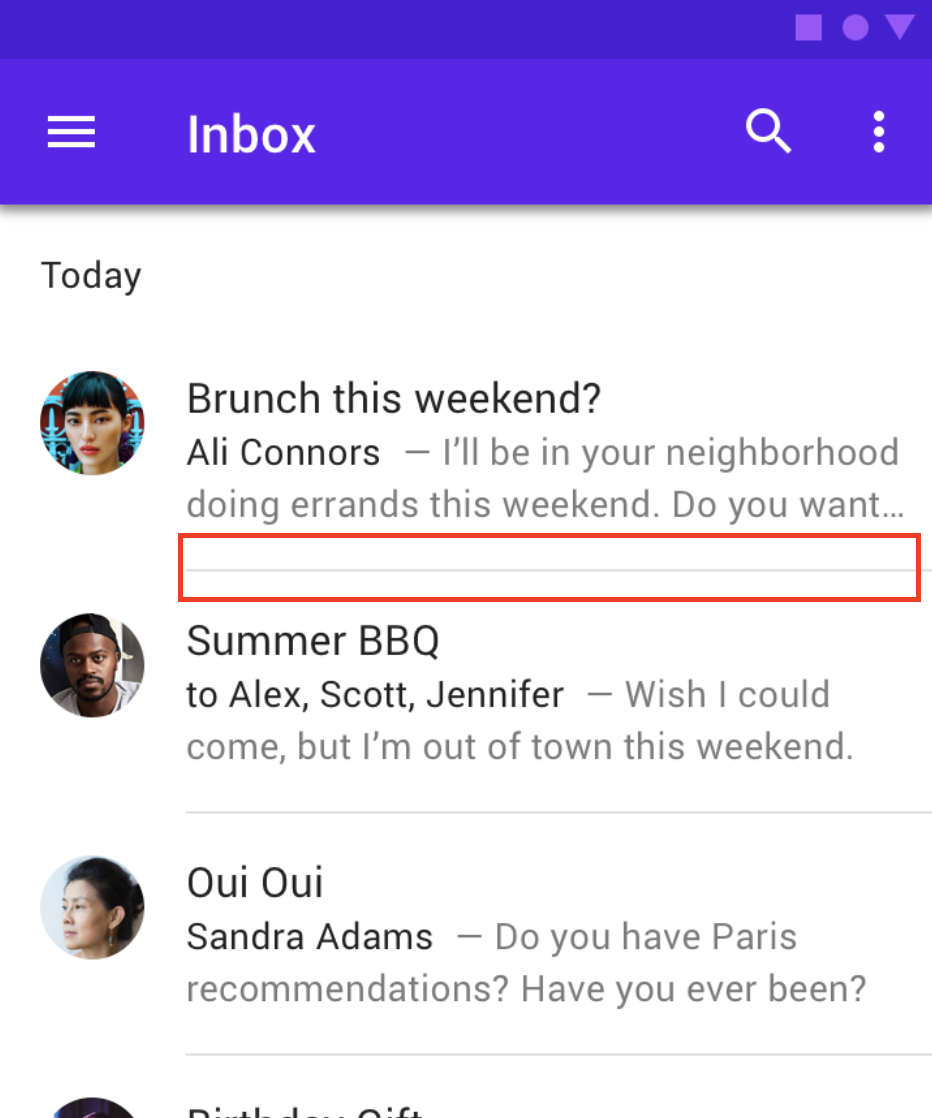 Inbox
Today
Brunch this weekend?
Ali Connors — I’ll be in your neighborhood
doing errands this weekend. Do you want…
Summer BBQ
to Alex, Scott, Jennifer — Wish I could
come, but I’m out of town this weekend.
Oui Oui
Sandra Adams — Do you have Paris
recommendations? Have you ever been?
Birthday Gift